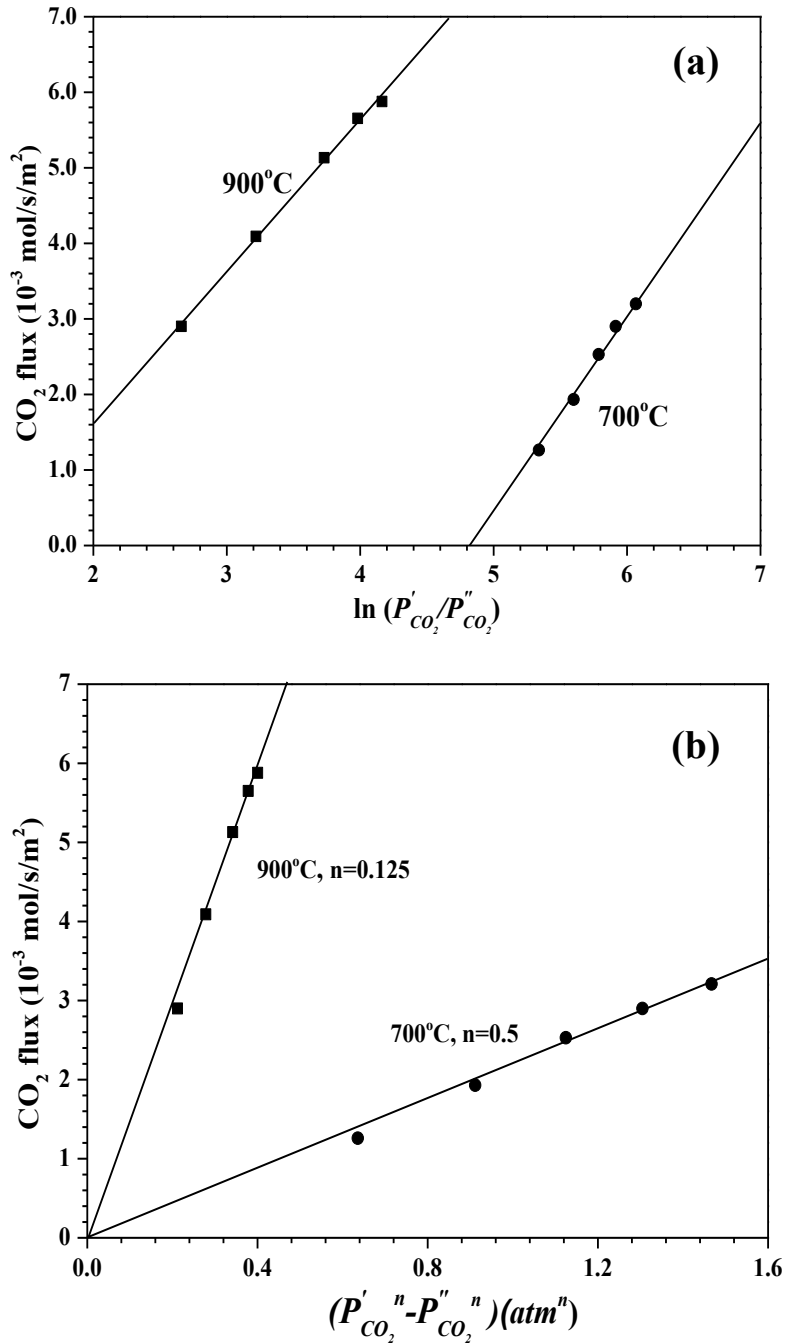 (a)
7.0
6.0
5.0
4.0
3.0
2.0
1.0
0.0
CO₂ flux (10⁻³ mol/s/m²)
900°C
700°C
2 3 4 5 6 7
ln (P'CO₂/P''CO₂)
(b)
7
6
5
4
3
2
1
0
CO₂ flux (10⁻³ mol/s/m²)
900°C, n=0.125
700°C, n=0.5
0.0 0.4 0.8 1.2 1.6
(P'CO₂ⁿ-P''CO₂ⁿ)(atmⁿ)